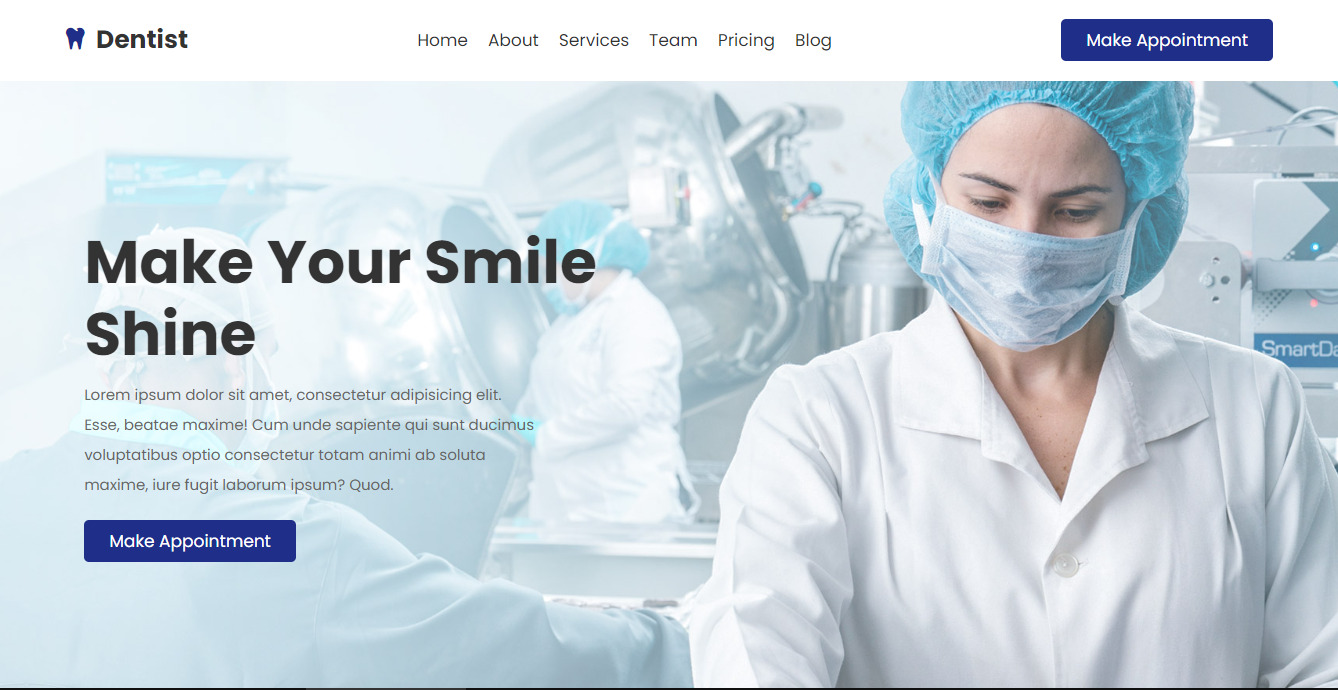 Dentist
Home About Services Team Pricing Blog
Make Appointment
Make Your Smile
Shine
Lorem ipsum dolor sit amet, consectetur adipisicing elit.
Esse, beatae maxime! Cum unde sapiente qui sunt ducimus
voluptatibus optio consectetur totam animi ab soluta
maxime, iure fugit laborum ipsum? Quod.
Make Appointment
SmartDa